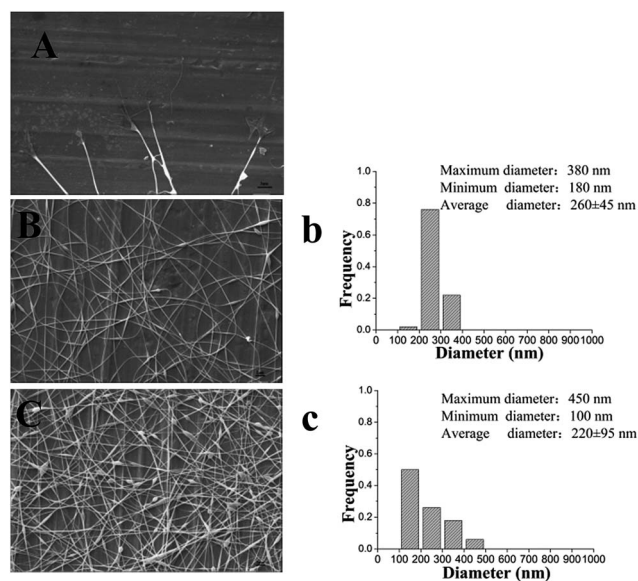 A
B
b
Maximum diameter: 380 nm
Minimum diameter: 180 nm
Average diameter: 260±45 nm
Frequency
1.0
0.8
0.6
0.4
0.2
0
0 100 200 300 400 500 600 700 800 900 1000
Diameter (nm)
C
c
Maximum diameter: 450 nm
Minimum diameter: 100 nm
Average diameter: 220±95 nm
Frequency
1.0
0.8
0.6
0.4
0.2
0.0
0 100 200 300 400 500 600 700 800 900 1000
Diameter (nm)